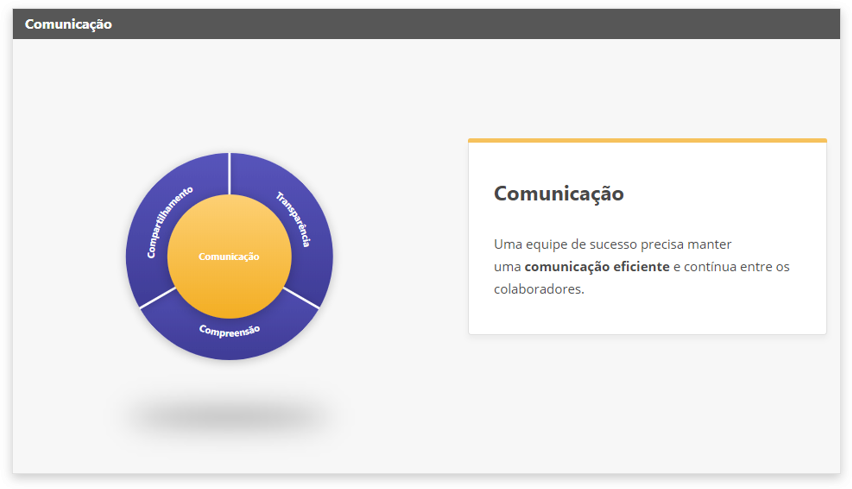 Comunicação
Compartilhamento
Transparência
Comunicação
Compreensão
Comunicação
Uma equipe de sucesso precisa manter
uma comunicação eficiente e contínua entre os
colaboradores.